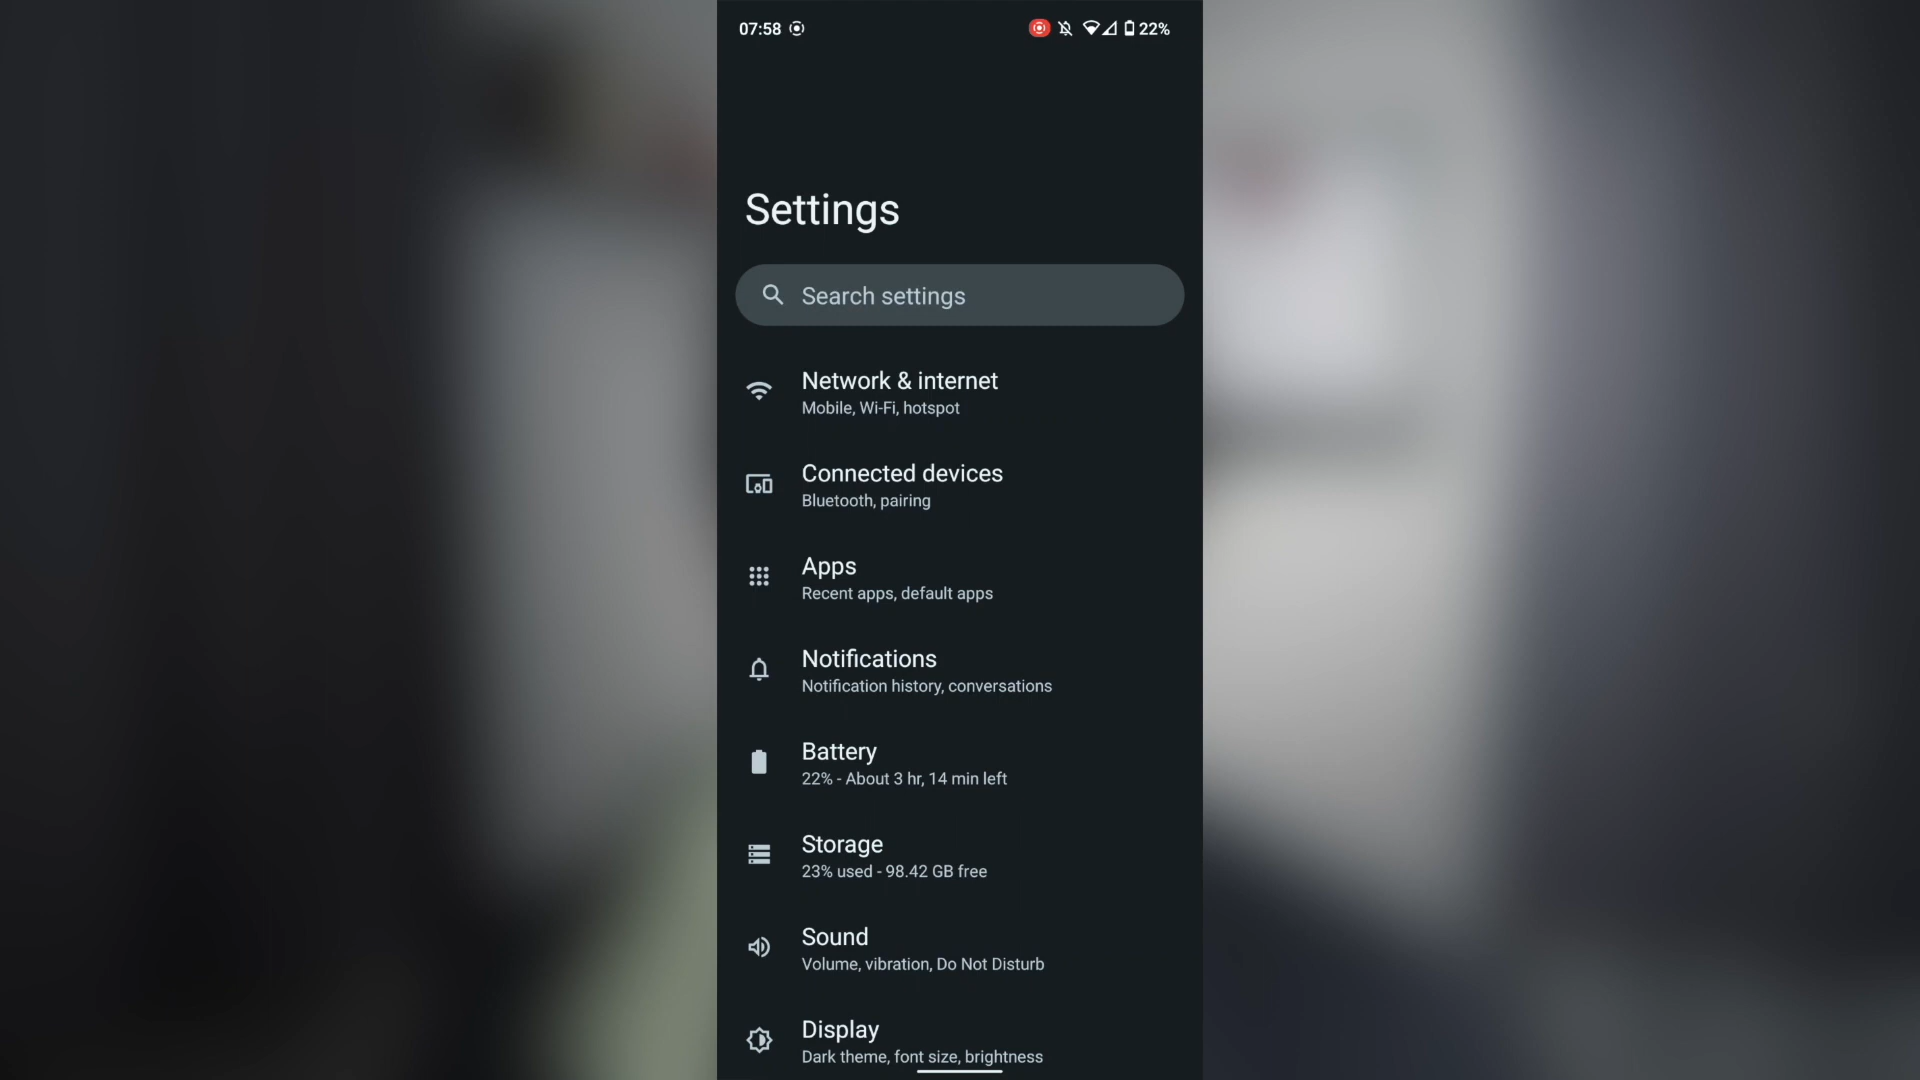 07:58 22%
Settings
Search settings
Network & internet
Mobile, Wi-Fi, hotspot
Connected devices
Bluetooth, pairing
Apps
Recent apps, default apps
Notifications
Notification history, conversations
Battery
22% - About 3 hr, 14 min left
Storage
23% used - 98.42 GB free
Sound
Volume, vibration, Do Not Disturb
Display
Dark theme, font size, brightness